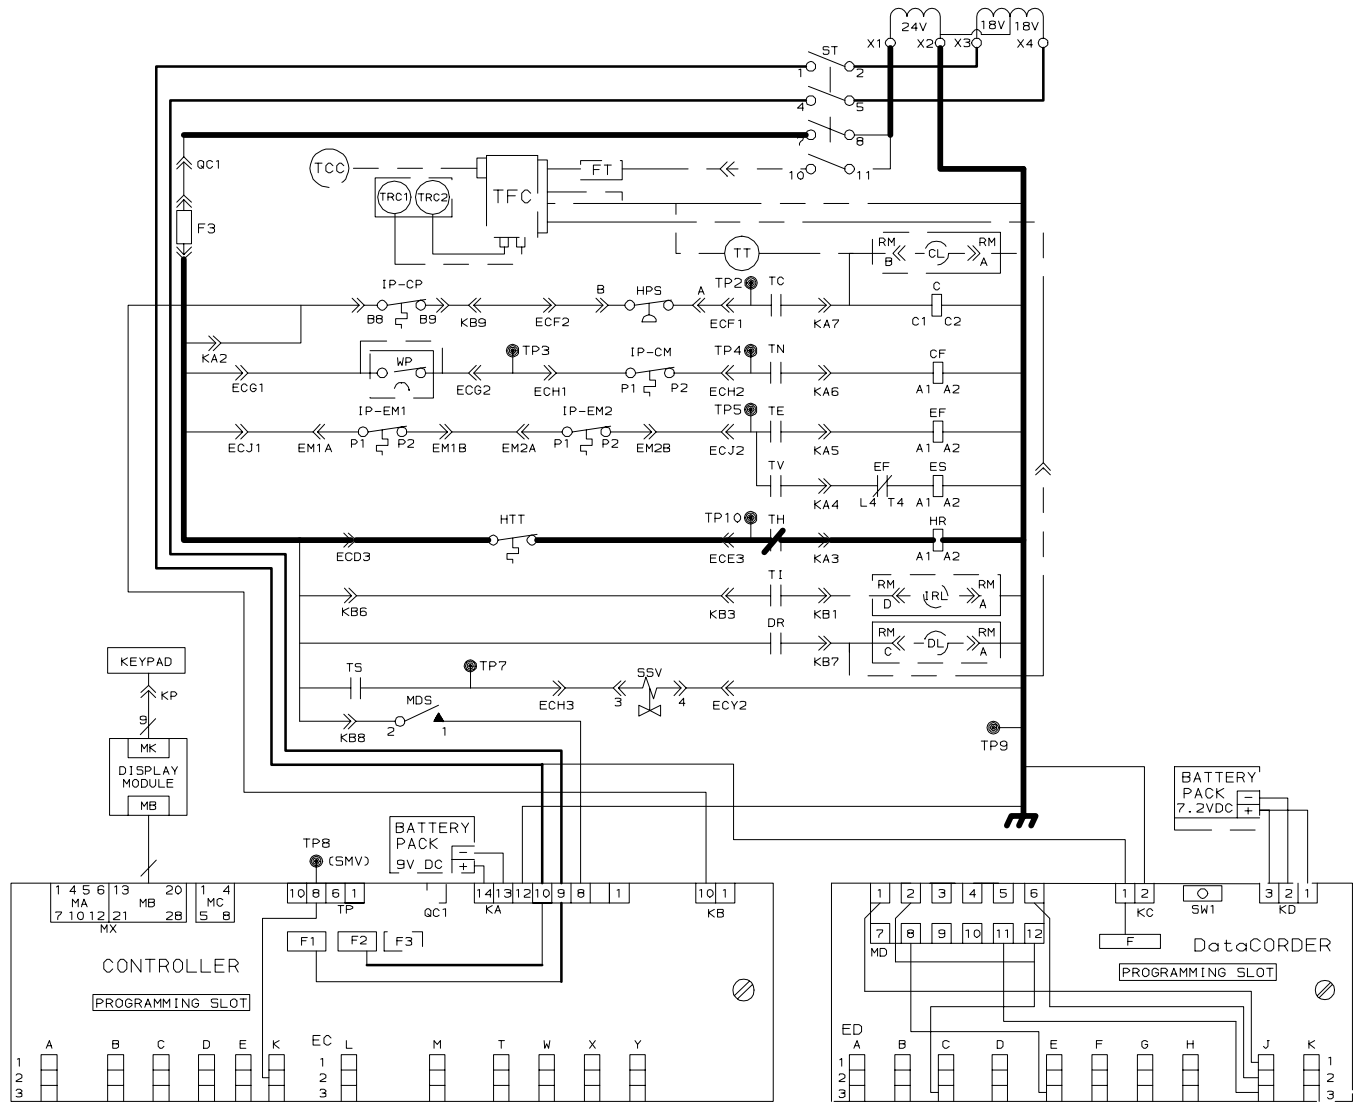 24V
18V
18V
X1
X2
X3
X4
ST
1
2
4
5
7
8
10
11
QC1
TCC
TRC1
TRC2
TFC
FT
F3
TT
RM
B
CL
RM
A
IP-CP
B8
B9
KB9
ECF2
B
HPS
A
TP2
ECF1
TC
KA7
C
C1
C2
KA2
WP
TP3
IP-CM
TP4
TN
CF
ECG1
ECG2
ECH1
P1
P2
ECH2
KA6
A1
A2
IP-EM1
IP-EM2
TP5
TE
EF
ECJ1
EM1A
P1
P2
EM1B
EM2A
P1
P2
EM2B
ECJ2
KA5
A1
A2
TV
EF
ES
KA4
L4
T4
A1
A2
HTT
TP10
TH
HR
ECD3
ECE3
KA3
A1
A2
TI
RM
D
IRL
RM
A
KB6
KB3
KB1
DR
RM
C
DL
RM
A
KB7
TS
TP7
SSV
ECH3
3
4
ECY2
MDS
KB8
2
1
TP9
KEYPAD
KP
9
MK
DISPLAY
MODULE
MB
BATTERY
PACK
7.2VDC
-
+
BATTERY
PACK
9V DC
-
+
TP8
(SMV)
1 4 5 6
MA
7 10 12
13 20
MB
21 28
MX
1 4
MC
5 8
10 8 6 1
TP
QC1
14 13 12 10 9 8 1
KA
10 1
KB
F1
F2
F3
CONTROLLER
PROGRAMMING SLOT
EC
A B C D E K L M T W X Y
1
2
3
1
2
3
1 2 3 4 5 6
7 8 9 10 11 12
MD
1 2
KC
SW1
3 2 1
KD
F
DataCORDER
PROGRAMMING SLOT
ED
A B C D E F G H J K
1
2
3
1
2
3